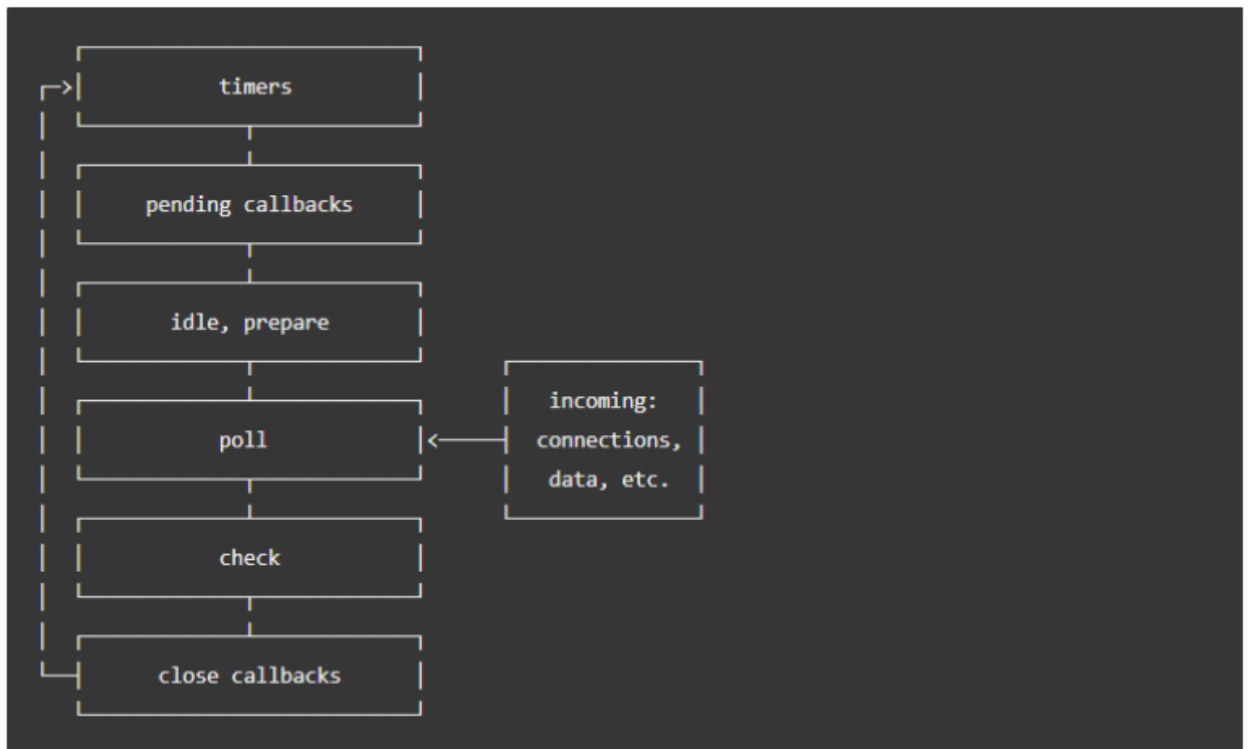 timers
pending callbacks
idle, prepare
poll
incoming:
connections,
data, etc.
check
close callbacks